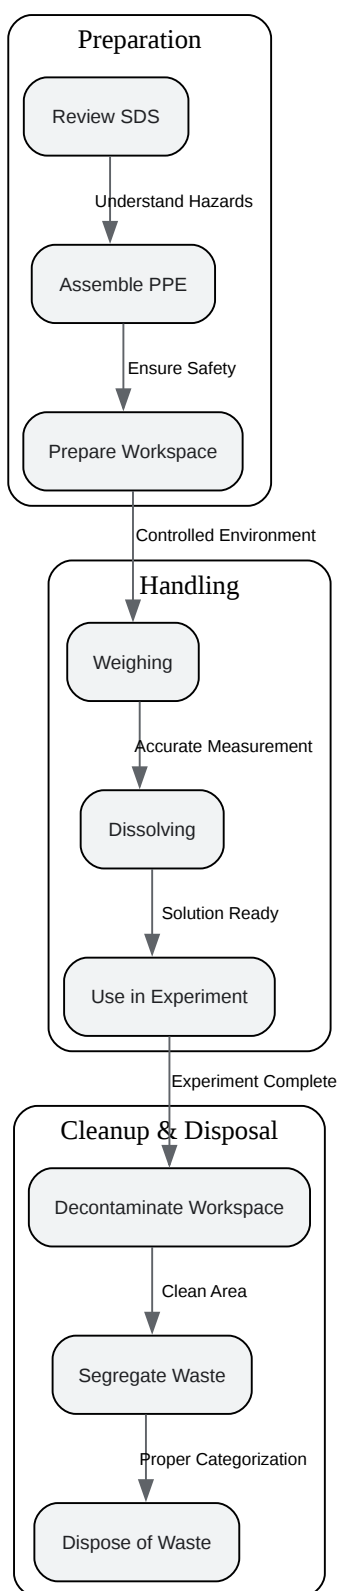 Preparation
Review SDS
Understand Hazards
Assemble PPE
Ensure Safety
Prepare Workspace
Controlled Environment
Handling
Weighing
Accurate Measurement
Dissolving
Solution Ready
Use in Experiment
Experiment Complete
Cleanup & Disposal
Decontaminate Workspace
Clean Area
Segregate Waste
Proper Categorization
Dispose of Waste